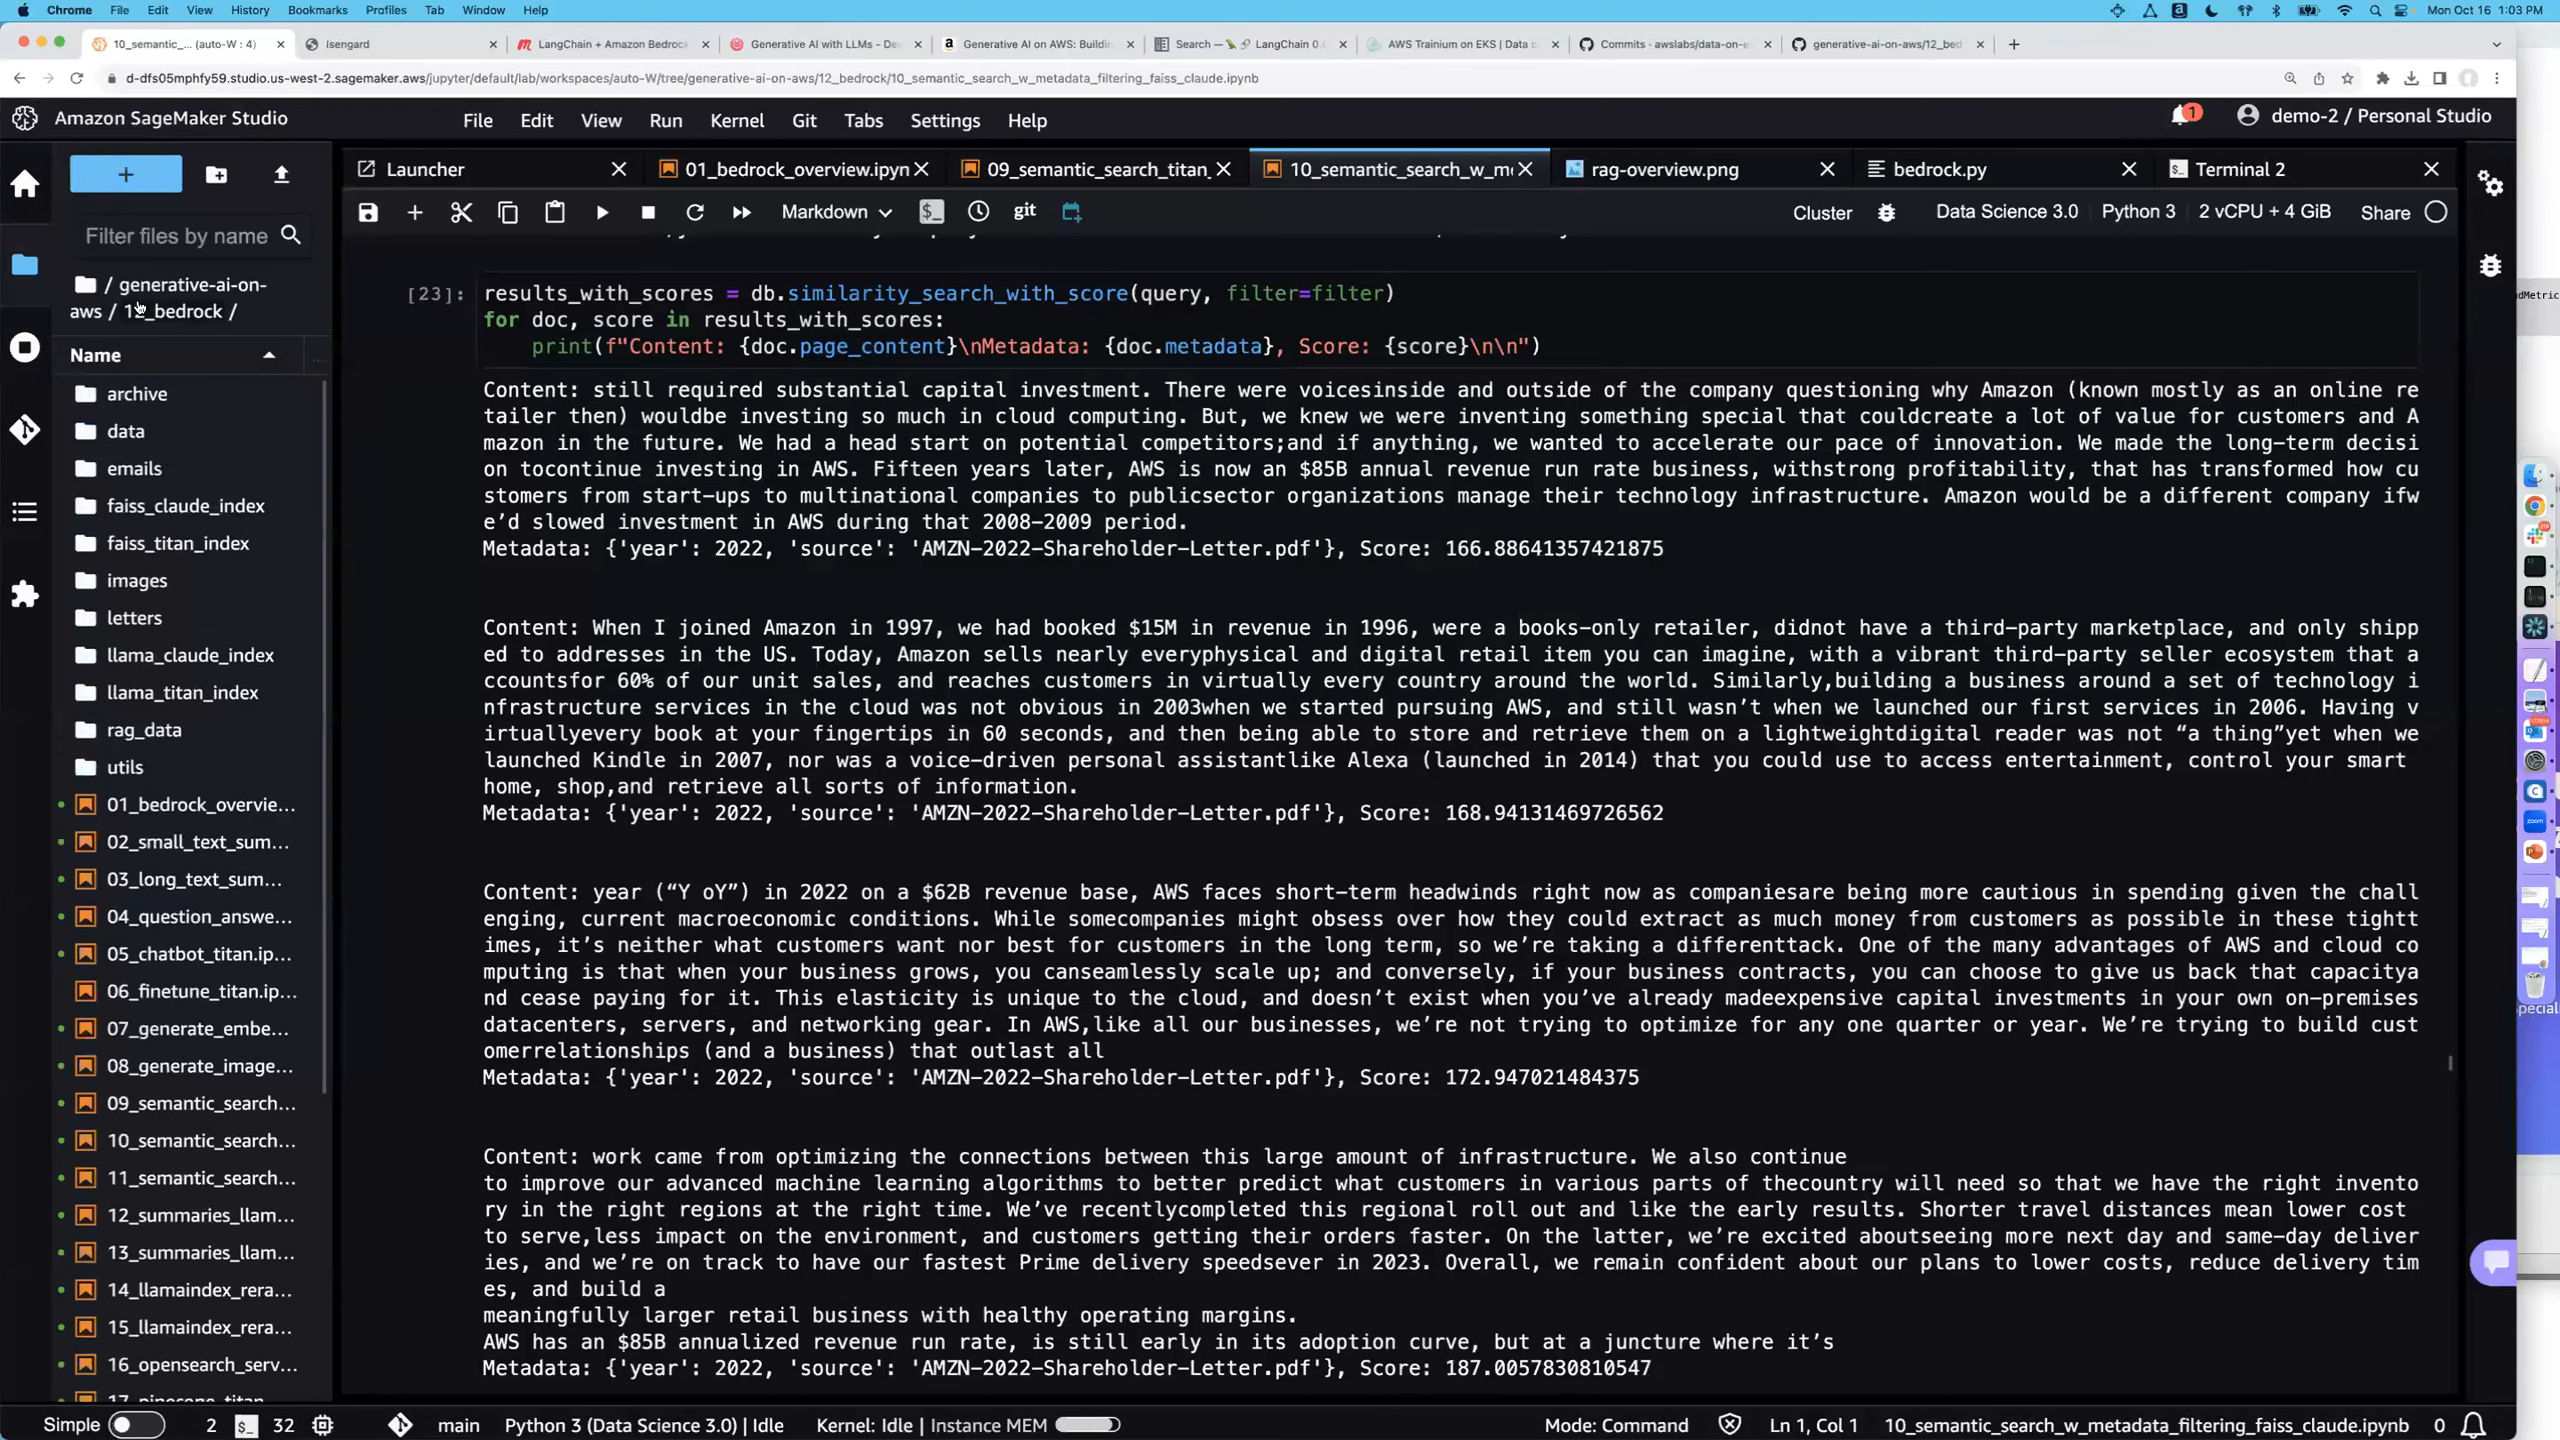 Chrome File Edit View History Bookmarks Profiles Tab Window Help Mon Oct 16 1:03 PM
10_semantic_... (auto-W : 4) Isengard LangChain + Amazon Bedrock Generative AI with LLMs - De Generative AI on AWS: Buildi Search — LangChain 0. AWS Trainium on EKS | Data o Commits · awslabs/data-on-e generative-ai-on-aws/12_bed
d-dfs05mphfy59.studio.us-west-2.sagemaker.aws/jupyter/default/lab/workspaces/auto-W/tree/generative-ai-on-aws/12_bedrock/10_semantic_search_w_metadata_filtering_faiss_claude.ipynb
Amazon SageMaker Studio File Edit View Run Kernel Git Tabs Settings Help 1 demo-2 / Personal Studio
Launcher 01_bedrock_overview.ipyn 09_semantic_search_titan_ 10_semantic_search_w_m rag-overview.png bedrock.py Terminal 2
Markdown git Cluster Data Science 3.0 Python 3 2 vCPU + 4 GiB Share
Filter files by name
/ generative-ai-on-
aws / 12_bedrock /
Name
archive
data
emails
faiss_claude_index
faiss_titan_index
images
letters
llama_claude_index
llama_titan_index
rag_data
utils
01_bedrock_overvie...
02_small_text_sum...
03_long_text_sum...
04_question_answe...
05_chatbot_titan.ip...
06_finetune_titan.ip...
07_generate_embe...
08_generate_image...
09_semantic_search...
10_semantic_search...
11_semantic_search...
12_summaries_llam...
13_summaries_llam...
14_llamaindex_rera...
15_llamaindex_rera...
16_opensearch_serv...
17_pinecone_titan
[23]: results_with_scores = db.similarity_search_with_score(query, filter=filter)
for doc, score in results_with_scores:
print(f"Content: {doc.page_content}\nMetadata: {doc.metadata}, Score: {score}\n\n")
Content: still required substantial capital investment. There were voicesinside and outside of the company questioning why Amazon (known mostly as an online re
tailer then) wouldbe investing so much in cloud computing. But, we knew we were inventing something special that couldcreate a lot of value for customers and A
mazon in the future. We had a head start on potential competitors;and if anything, we wanted to accelerate our pace of innovation. We made the long-term decisi
on tocontinue investing in AWS. Fifteen years later, AWS is now an $85B annual revenue run rate business, withstrong profitability, that has transformed how cu
stomers from start-ups to multinational companies to publicsector organizations manage their technology infrastructure. Amazon would be a different company ifw
e’d slowed investment in AWS during that 2008-2009 period.
Metadata: {'year': 2022, 'source': 'AMZN-2022-Shareholder-Letter.pdf'}, Score: 166.88641357421875
Content: When I joined Amazon in 1997, we had booked $15M in revenue in 1996, were a books-only retailer, didnot have a third-party marketplace, and only shipp
ed to addresses in the US. Today, Amazon sells nearly everyphysical and digital retail item you can imagine, with a vibrant third-party seller ecosystem that a
ccountsfor 60% of our unit sales, and reaches customers in virtually every country around the world. Similarly,building a business around a set of technology i
nfrastructure services in the cloud was not obvious in 2003when we started pursuing AWS, and still wasn’t when we launched our first services in 2006. Having v
irtuallyevery book at your fingertips in 60 seconds, and then being able to store and retrieve them on a lightweightdigital reader was not “a thing”yet when we
launched Kindle in 2007, nor was a voice-driven personal assistantlike Alexa (launched in 2014) that you could use to access entertainment, control your smart
home, shop,and retrieve all sorts of information.
Metadata: {'year': 2022, 'source': 'AMZN-2022-Shareholder-Letter.pdf'}, Score: 168.94131469726562
Content: year (“Y oY”) in 2022 on a $62B revenue base, AWS faces short-term headwinds right now as companiesare being more cautious in spending given the chall
enging, current macroeconomic conditions. While somecompanies might obsess over how they could extract as much money from customers as possible in these tightt
imes, it’s neither what customers want nor best for customers in the long term, so we’re taking a differenttack. One of the many advantages of AWS and cloud co
mputing is that when your business grows, you canseamlessly scale up; and conversely, if your business contracts, you can choose to give us back that capacitya
nd cease paying for it. This elasticity is unique to the cloud, and doesn’t exist when you’ve already madeexpensive capital investments in your own on-premises
datacenters, servers, and networking gear. In AWS,like all our businesses, we’re not trying to optimize for any one quarter or year. We’re trying to build cust
omerrelationships (and a business) that outlast all
Metadata: {'year': 2022, 'source': 'AMZN-2022-Shareholder-Letter.pdf'}, Score: 172.947021484375
Content: work came from optimizing the connections between this large amount of infrastructure. We also continue
to improve our advanced machine learning algorithms to better predict what customers in various parts of thecountry will need so that we have the right invento
ry in the right regions at the right time. We’ve recentlycompleted this regional roll out and like the early results. Shorter travel distances mean lower cost
to serve,less impact on the environment, and customers getting their orders faster. On the latter, we’re excited aboutseeing more next day and same-day deliver
ies, and we’re on track to have our fastest Prime delivery speedsever in 2023. Overall, we remain confident about our plans to lower costs, reduce delivery tim
es, and build a
meaningfully larger retail business with healthy operating margins.
AWS has an $85B annualized revenue run rate, is still early in its adoption curve, but at a juncture where it’s
Metadata: {'year': 2022, 'source': 'AMZN-2022-Shareholder-Letter.pdf'}, Score: 187.0057830810547
Simple 2 32 main Python 3 (Data Science 3.0) | Idle Kernel: Idle | Instance MEM Mode: Command Ln 1, Col 1 10_semantic_search_w_metadata_filtering_faiss_claude.ipynb 0